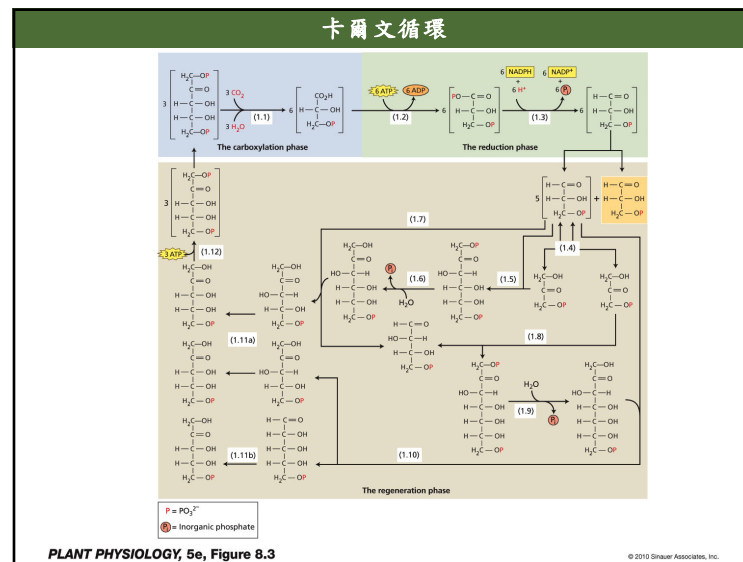 卡爾文循環
3 CO2
3 H2O
(1.1)
The carboxylation phase
6 ATP
6 ADP
(1.2)
6 NADPH
+
6 H+
6 NADP+
+
6 Pi
(1.3)
The reduction phase
(1.4)
(1.5)
(1.6)
Pi
H2O
(1.7)
(1.8)
H2O
(1.9)
Pi
(1.10)
(1.11a)
(1.11b)
3 ATP
(1.12)
The regeneration phase
P = PO3 2−
Pi = Inorganic phosphate
PLANT PHYSIOLOGY, 5e, Figure 8.3
© 2010 Sinauer Associates, Inc.